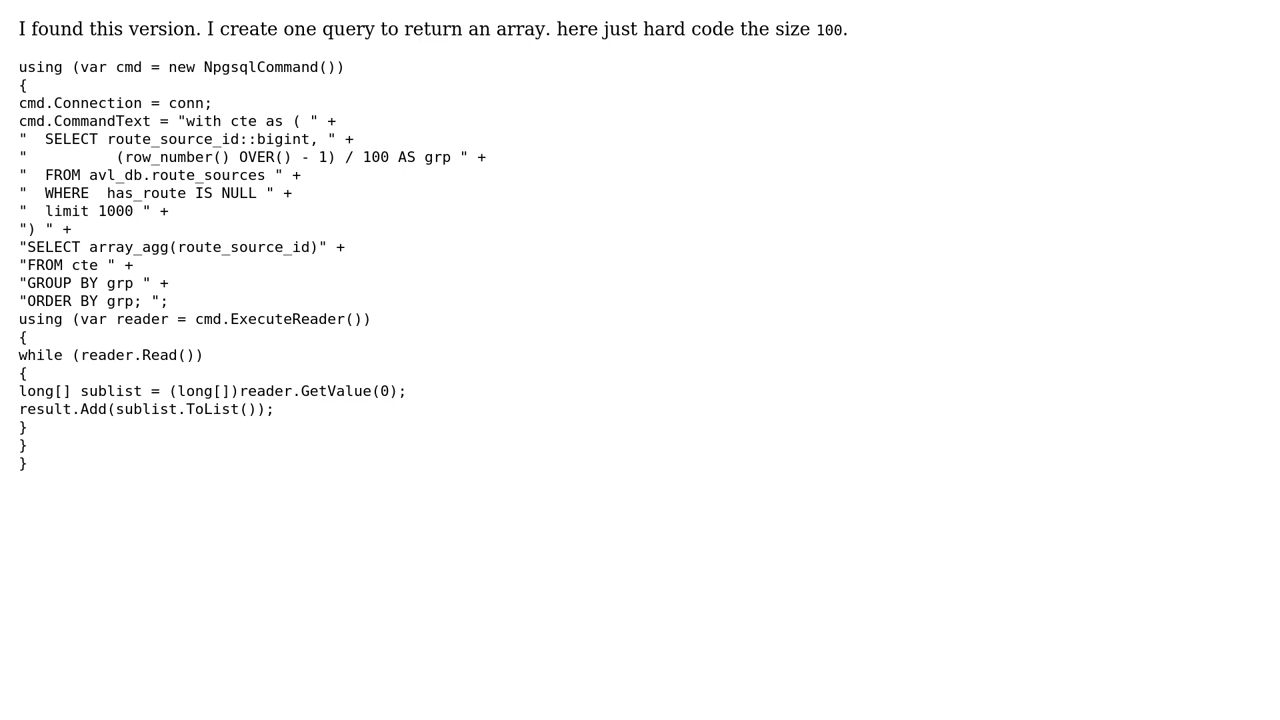 I found this version. I create one query to return an array. here just hard code the size 100.
using (var cmd = new NpgsqlCommand())
{
cmd.Connection = conn;
cmd.CommandText = "with cte as ( " +
"  SELECT route_source_id::bigint, " +
"          (row_number() OVER() - 1) / 100 AS grp " +
"  FROM avl_db.route_sources " +
"  WHERE  has_route IS NULL " +
"  limit 1000 " +
") " +
"SELECT array_agg(route_source_id)" +
"FROM cte " +
"GROUP BY grp " +
"ORDER BY grp; ";
using (var reader = cmd.ExecuteReader())
{
while (reader.Read())
{
long[] sublist = (long[])reader.GetValue(0);
result.Add(sublist.ToList());
}
}
}